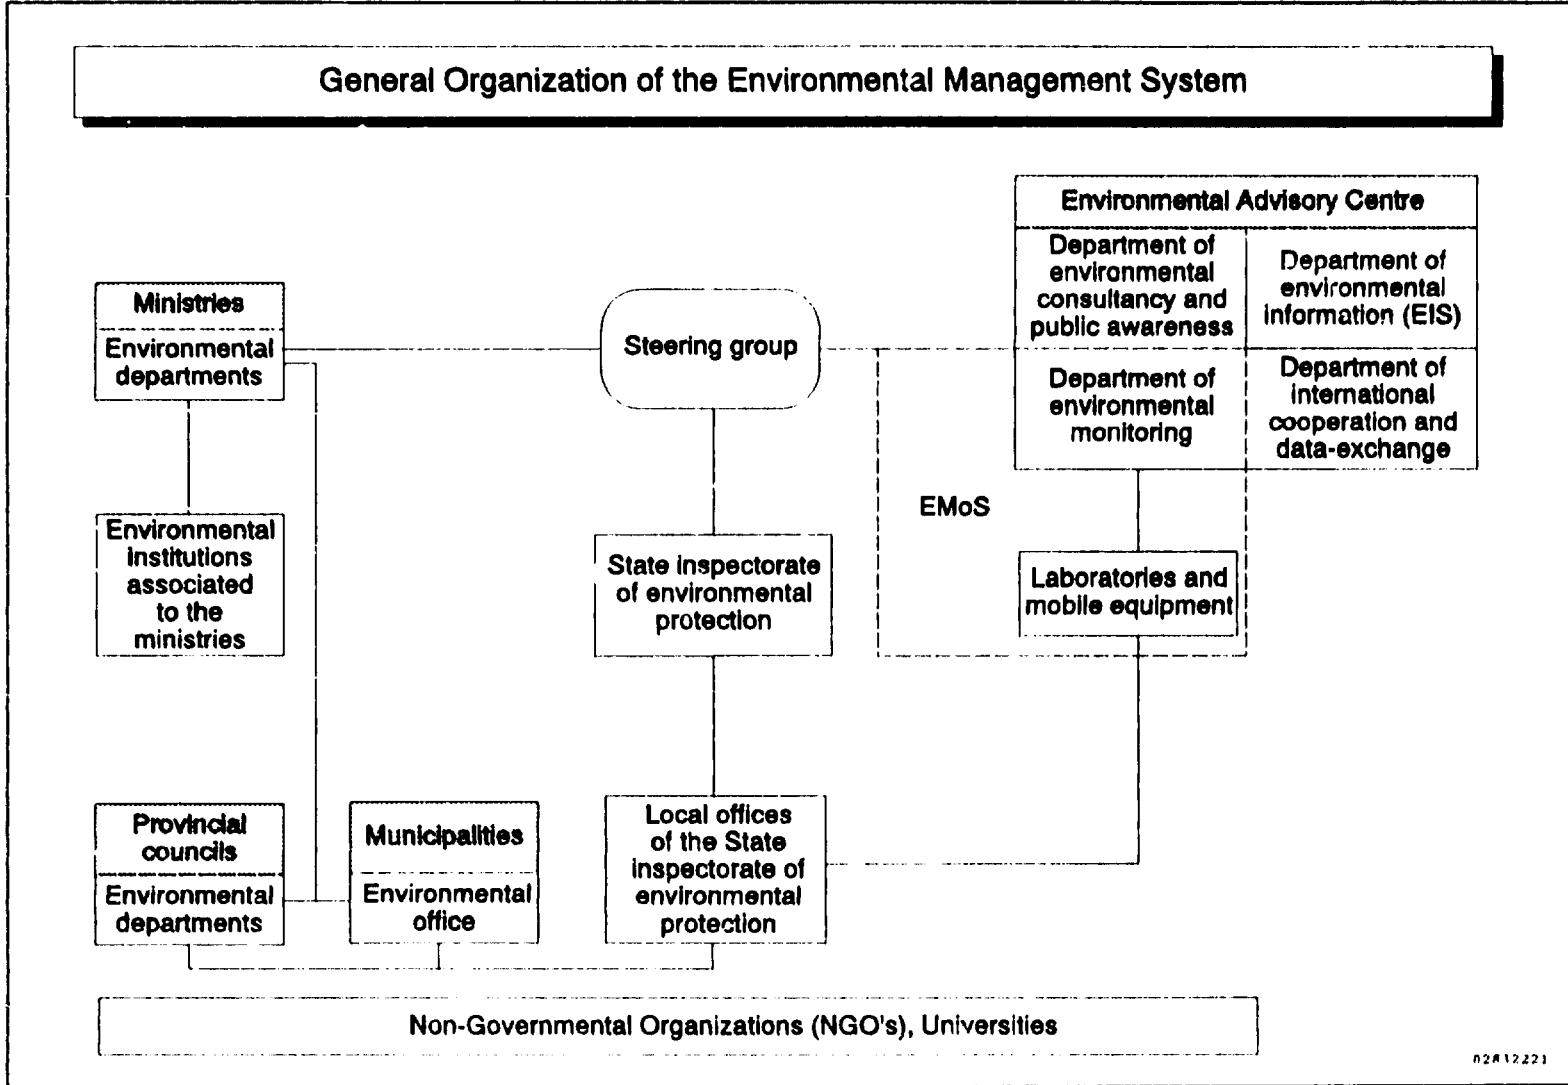 General Organization of the Environmental Management System
Environmental Advisory Centre
Department of
environmental
consultancy and
public awareness
Department of
environmental
information (EIS)
Department of
environmental
monitoring
Department of
international
cooperation and
data-exchange
Ministries
Environmental
departments
Steering group
EMoS
Environmental
institutions
associated
to the
ministries
State inspectorate
of environmental
protection
Laboratories and
mobile equipment
Provincial
councils
Environmental
departments
Municipalities
Environmental
office
Local offices
of the State
inspectorate of
environmental
protection
Non-Governmental Organizations (NGO's), Universities